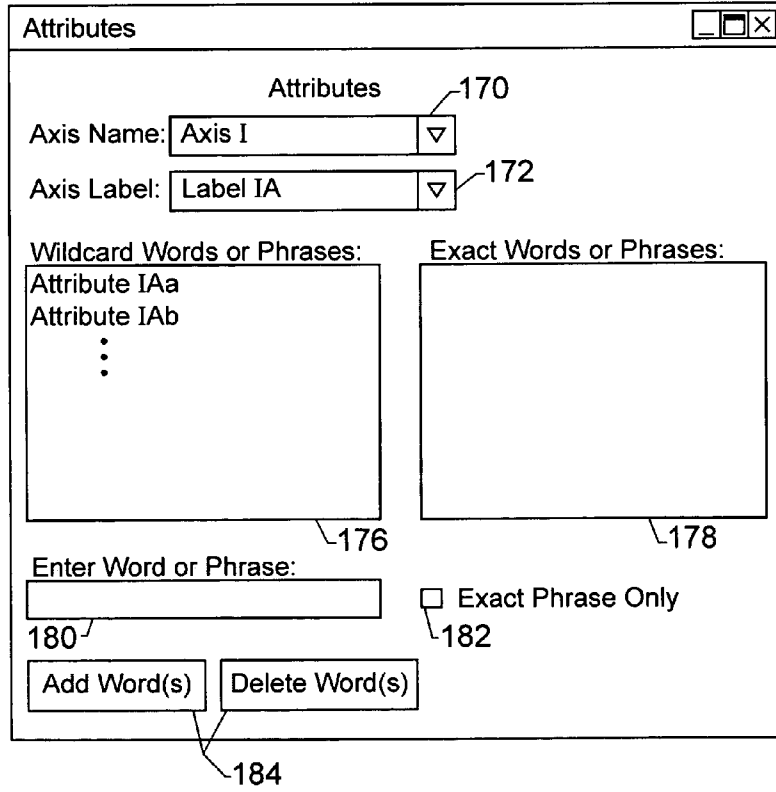 Attributes
Attributes
170
Axis Name: Axis I
Axis Label: Label IA
172
Wildcard Words or Phrases:
Exact Words or Phrases:
Attribute IAa
Attribute IAb
176
178
Enter Word or Phrase:
Exact Phrase Only
180
182
Add Word(s)
Delete Word(s)
184